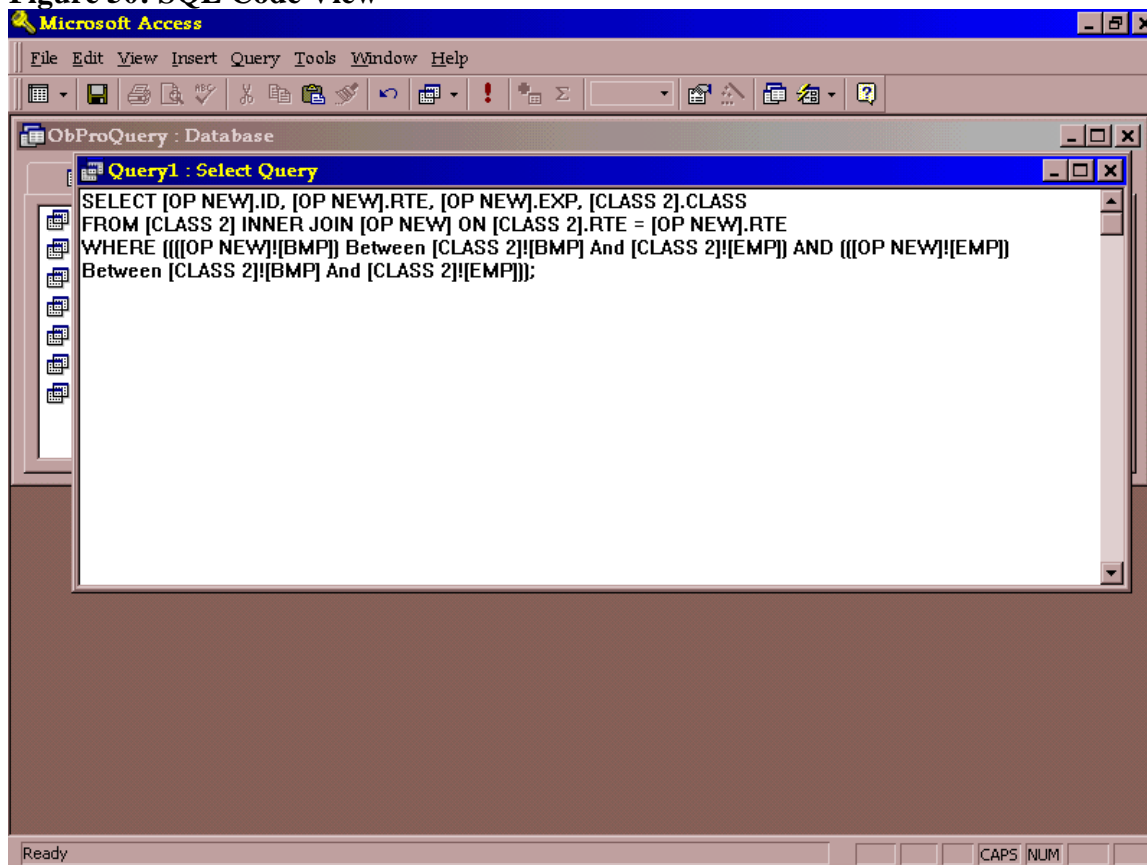 Figure 30: SQL Code View
Microsoft Access
File Edit View Insert Query Tools Window Help
ObProQuery : Database
Query1 : Select Query
SELECT [OP NEW].ID, [OP NEW].RTE, [OP NEW].EXP, [CLASS 2].CLASS
FROM [CLASS 2] INNER JOIN [OP NEW] ON [CLASS 2].RTE = [OP NEW].RTE
WHERE ((([OP NEW]![BMP]) Between [CLASS 2]![BMP] And [CLASS 2]![EMP]) AND (([OP NEW]![EMP])
Between [CLASS 2]![BMP] And [CLASS 2]![EMP]));
Ready
CAPS NUM